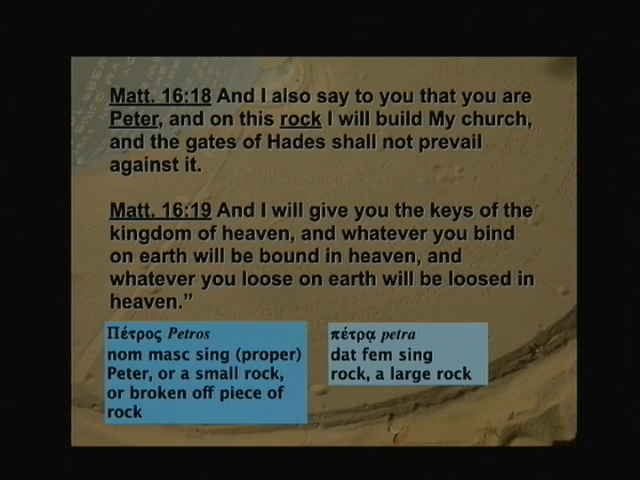 Matt. 16:18 And I also say to you that you are
Peter, and on this rock I will build My church,
and the gates of Hades shall not prevail
against it.
Matt. 16:19 And I will give you the keys of the
kingdom of heaven, and whatever you bind
on earth will be bound in heaven, and
whatever you loose on earth will be loosed in
heaven.”
Πέτρος Petros
nom masc sing (proper)
Peter, or a small rock,
or broken off piece of
rock
πέτρᾳ petra
dat fem sing
rock, a large rock